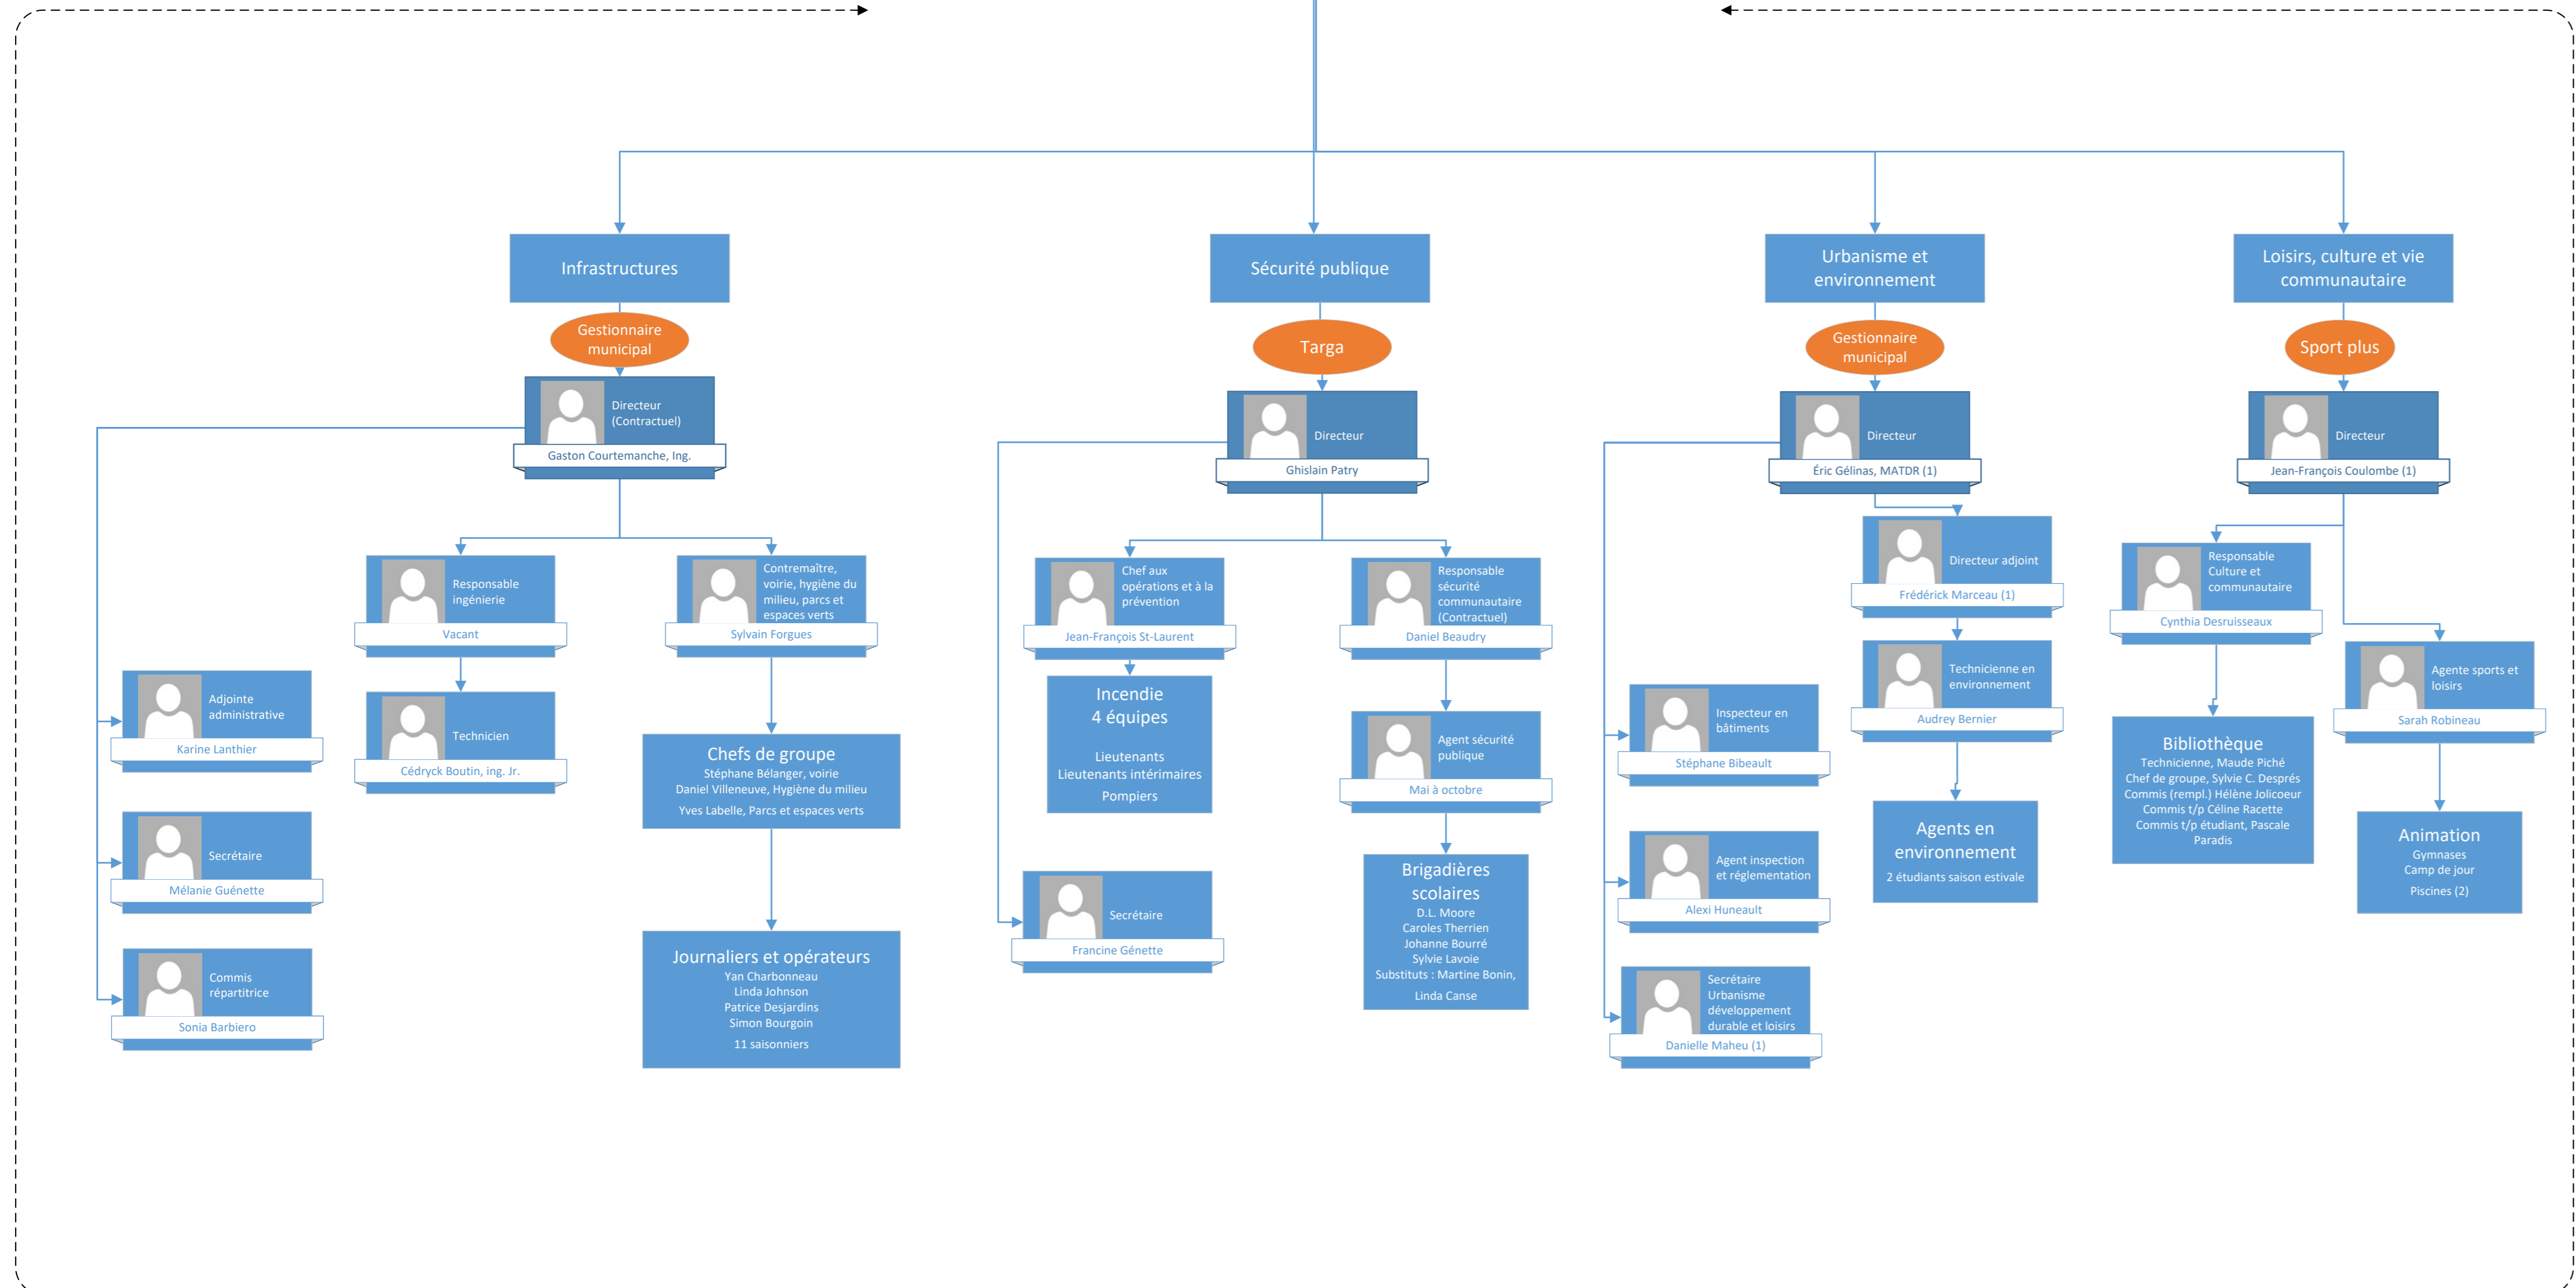 Infrastructures
Gestionnaire
municipal
Directeur
(Contractuel)
Gaston Courtemanche, Ing.
Adjointe
administrative
Karine Lanthier
Secrétaire
Mélanie Guénette
Commis
répartitrice
Sonia Barbiero
Responsable
ingénierie
Vacant
Technicien
Cédryck Boutin, ing. Jr.
Contremaître,
voirie, hygiène du
milieu, parcs et
espaces verts
Sylvain Forgues
Chefs de groupe
Stéphane Bélanger, voirie
Daniel Villeneuve, Hygiène du milieu
Yves Labelle, Parcs et espaces verts
Journaliers et opérateurs
Yan Charbonneau
Linda Johnson
Patrice Desjardins
Simon Bourgoin
11 saisonniers
Sécurité publique
Targa
Directeur
Ghislain Patry
Chef aux
opérations et à la
prévention
Jean-François St-Laurent
Incendie
4 équipes
Lieutenants
Lieutenants intérimaires
Pompiers
Secrétaire
Francine Génette
Responsable
sécurité
communautaire
(Contractuel)
Daniel Beaudry
Agent sécurité
publique
Mai à octobre
Brigadières
scolaires
D.L. Moore
Caroles Therrien
Johanne Bourré
Sylvie Lavoie
Substituts : Martine Bonin,
Linda Canse
Urbanisme et
environnement
Gestionnaire
municipal
Directeur
Éric Gélinas, MATDR (1)
Directeur adjoint
Frédérick Marceau (1)
Technicienne en
environnement
Audrey Bernier
Agents en
environnement
2 étudiants saison estivale
Inspecteur en
bâtiments
Stéphane Bibeault
Agent inspection
et réglementation
Alexi Huneault
Secrétaire
Urbanisme
développement
durable et loisirs
Danielle Maheu (1)
Loisirs, culture et vie
communautaire
Sport plus
Directeur
Jean-François Coulombe (1)
Responsable
Culture et
communautaire
Cynthia Desruisseaux
Bibliothèque
Technicienne, Maude Piché
Chef de groupe, Sylvie C. Després
Commis (rempl.) Hélène Jolicoeur
Commis t/p Céline Racette
Commis t/p étudiant, Pascale
Paradis
Agente sports et
loisirs
Sarah Robineau
Animation
Gymnases
Camp de jour
Piscines (2)